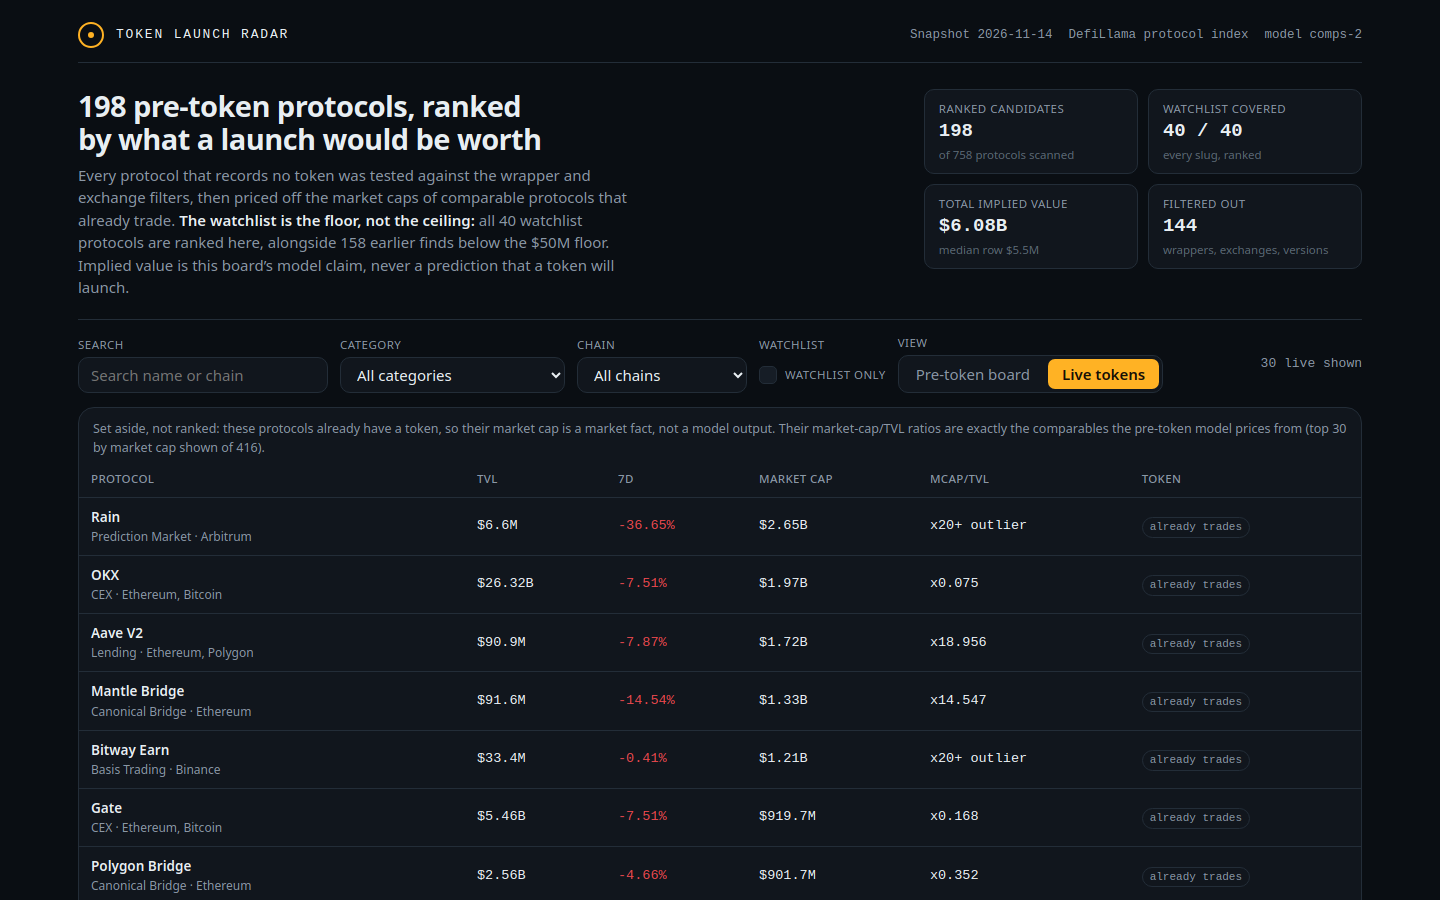 TOKEN LAUNCH RADAR
Snapshot 2026-11-14 DefiLlama protocol index model comps-2
198 pre-token protocols, ranked
by what a launch would be worth
Every protocol that records no token was tested against the wrapper and
exchange filters, then priced off the market caps of comparable protocols that
already trade. The watchlist is the floor, not the ceiling: all 40 watchlist
protocols are ranked here, alongside 158 earlier finds below the $50M floor.
Implied value is this board’s model claim, never a prediction that a token will
launch.
RANKED CANDIDATES
198
of 758 protocols scanned
WATCHLIST COVERED
40 / 40
every slug, ranked
TOTAL IMPLIED VALUE
$6.08B
median row $5.5M
FILTERED OUT
144
wrappers, exchanges, versions
SEARCH
Search name or chain
CATEGORY
All categories
CHAIN
All chains
WATCHLIST
WATCHLIST ONLY
VIEW
Pre-token board Live tokens
30 live shown
Set aside, not ranked: these protocols already have a token, so their market cap is a market fact, not a model output. Their market-cap/TVL ratios are exactly the comparables the pre-token model prices from (top 30
by market cap shown of 416).
PROTOCOL TVL 7D MARKET CAP MCAP/TVL TOKEN
Rain
Prediction Market · Arbitrum
$6.6M -36.65% $2.65B x20+ outlier already trades
OKX
CEX · Ethereum, Bitcoin
$26.32B -7.51% $1.97B x0.075 already trades
Aave V2
Lending · Ethereum, Polygon
$90.9M -7.87% $1.72B x18.956 already trades
Mantle Bridge
Canonical Bridge · Ethereum
$91.6M -14.54% $1.33B x14.547 already trades
Bitway Earn
Basis Trading · Binance
$33.4M -0.41% $1.21B x20+ outlier already trades
Gate
CEX · Ethereum, Bitcoin
$5.46B -7.51% $919.7M x0.168 already trades
Polygon Bridge
Canonical Bridge · Ethereum
$2.56B -4.66% $901.7M x0.352 already trades